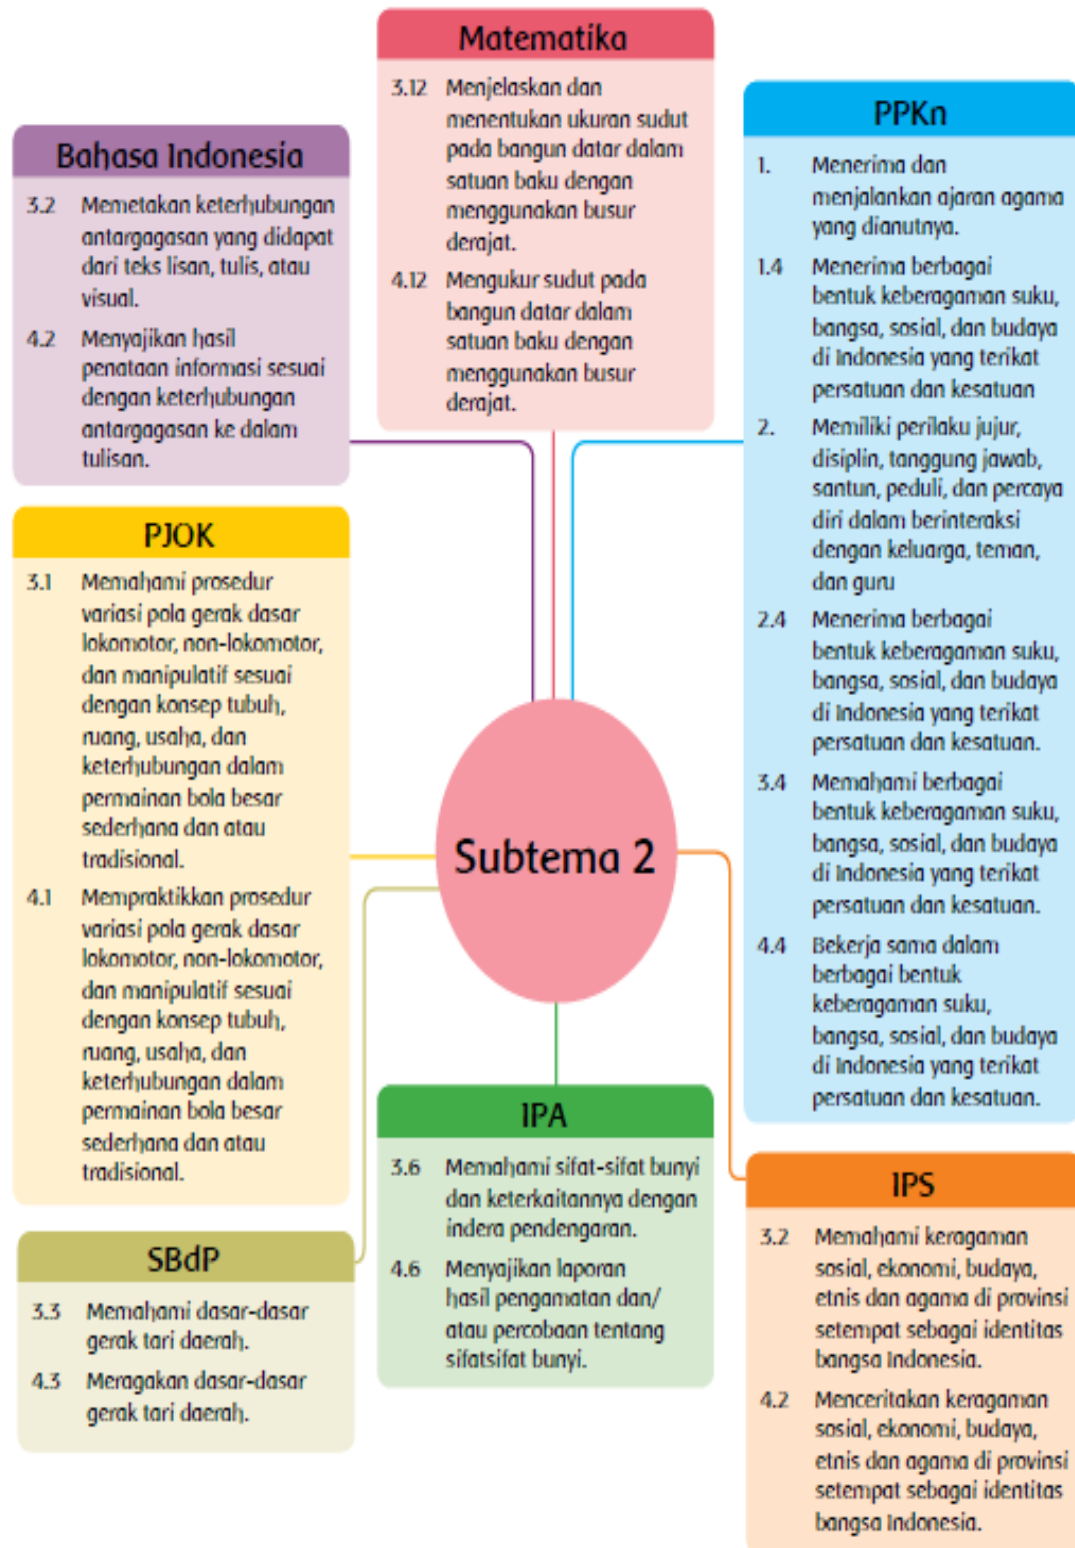 Matematika
3.12 Menjelaskan dan
menentukan ukuran sudut
pada bangun datar dalam
satuan baku dengan
menggunakan busur
derajat.
4.12 Mengukur sudut pada
bangun datar dalam
satuan baku dengan
menggunakan busur
derajat.
Bahasa Indonesia
3.2 Memetakan keterhubungan
antargagasan yang didapat
dari teks lisan, tulis, atau
visual.
4.2 Menyajikan hasil
penataan informasi sesuai
dengan keterhubungan
antargagasan ke dalam
tulisan.
PPKn
1. Menerima dan
menjalankan ajaran agama
yang dianutnya.
1.4 Menerima berbagai
bentuk keberagaman suku,
bangsa, sosial, dan budaya
di Indonesia yang terikat
persatuan dan kesatuan
2. Memiliki perilaku jujur,
disiplin, tanggung jawab,
santun, peduli, dan percaya
diri dalam berinteraksi
dengan keluarga, teman,
dan guru
2.4 Menerima berbagai
bentuk keberagaman suku,
bangsa, sosial, dan budaya
di Indonesia yang terikat
persatuan dan kesatuan.
3.4 Memahami berbagai
bentuk keberagaman suku,
bangsa, sosial, dan budaya
di Indonesia yang terikat
persatuan dan kesatuan.
4.4 Bekerja sama dalam
berbagai bentuk
keberagaman suku,
bangsa, sosial, dan budaya
di Indonesia yang terikat
persatuan dan kesatuan.
PJOK
3.1 Memahami prosedur
variasi pola gerak dasar
lokomotor, non-lokomotor,
dan manipulatif sesuai
dengan konsep tubuh,
ruang, usaha, dan
keterhubungan dalam
permainan bola besar
sederhana dan atau
tradisional.
4.1 Mempraktikkan prosedur
variasi pola gerak dasar
lokomotor, non-lokomotor,
dan manipulatif sesuai
dengan konsep tubuh,
ruang, usaha, dan
keterhubungan dalam
permainan bola besar
sederhana dan atau
tradisional.
Subtema 2
IPA
3.6 Memahami sifat-sifat bunyi
dan keterkaitannya dengan
indera pendengaran.
4.6 Menyajikan laporan
hasil pengamatan dan/
atau percobaan tentang
sifatsifat bunyi.
IPS
3.2 Memahami keragaman
sosial, ekonomi, budaya,
etnis dan agama di provinsi
setempat sebagai identitas
bangsa Indonesia.
4.2 Menceritakan keragaman
sosial, ekonomi, budaya,
etnis dan agama di provinsi
setempat sebagai identitas
bangsa Indonesia.
SBdP
3.3 Memahami dasar-dasar
gerak tari daerah.
4.3 Meragakan dasar-dasar
gerak tari daerah.